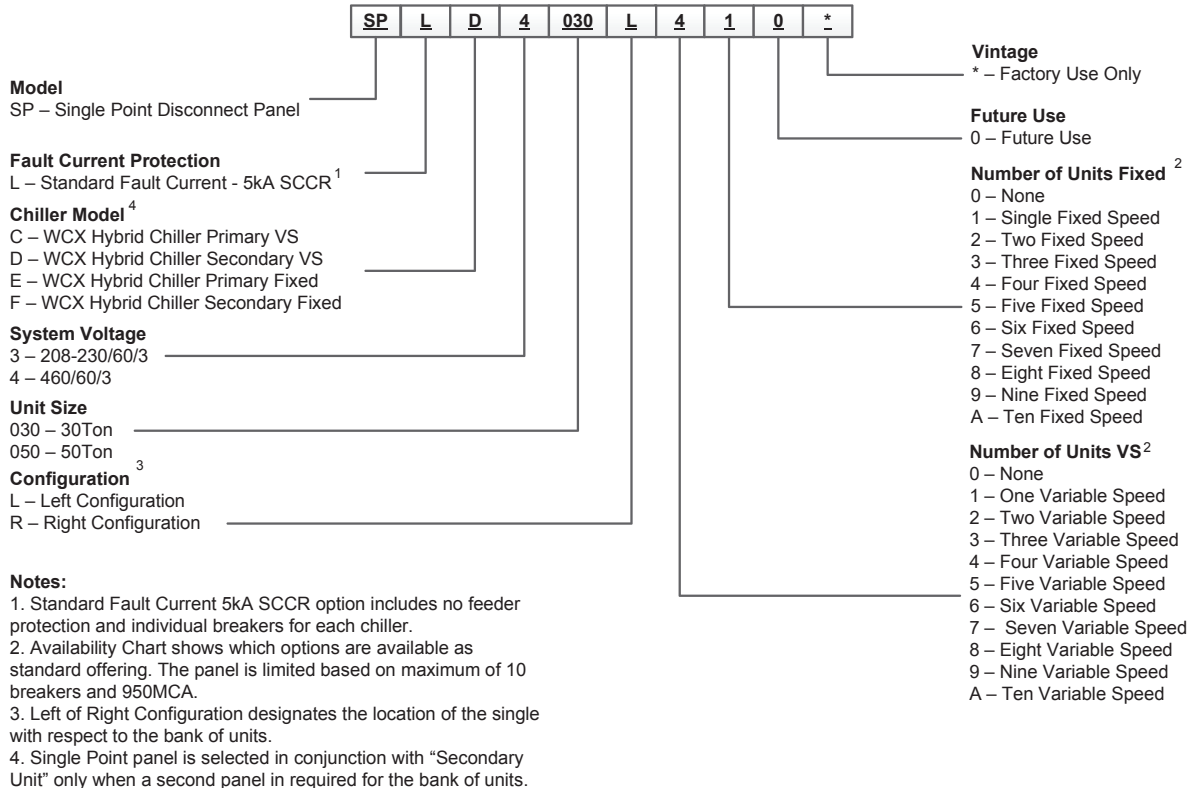 SP L D 4 030 L 4 1 0 *
Model
SP – Single Point Disconnect Panel
Fault Current Protection
L – Standard Fault Current - 5kA SCCR 1
Chiller Model 4
C – WCX Hybrid Chiller Primary VS
D – WCX Hybrid Chiller Secondary VS
E – WCX Hybrid Chiller Primary Fixed
F – WCX Hybrid Chiller Secondary Fixed
System Voltage
3 – 208-230/60/3
4 – 460/60/3
Unit Size
030 – 30Ton
050 – 50Ton
Configuration 3
L – Left Configuration
R – Right Configuration
Notes:
1. Standard Fault Current 5kA SCCR option includes no feeder
protection and individual breakers for each chiller.
2. Availability Chart shows which options are available as
standard offering. The panel is limited based on maximum of 10
breakers and 950MCA.
3. Left of Right Configuration designates the location of the single
with respect to the bank of units.
4. Single Point panel is selected in conjunction with “Secondary
Unit” only when a second panel in required for the bank of units.
Vintage
* – Factory Use Only
Future Use
0 – Future Use
Number of Units Fixed 2
0 – None
1 – Single Fixed Speed
2 – Two Fixed Speed
3 – Three Fixed Speed
4 – Four Fixed Speed
5 – Five Fixed Speed
6 – Six Fixed Speed
7 – Seven Fixed Speed
8 – Eight Fixed Speed
9 – Nine Fixed Speed
A – Ten Fixed Speed
Number of Units VS 2
0 – None
1 – One Variable Speed
2 – Two Variable Speed
3 – Three Variable Speed
4 – Four Variable Speed
5 – Five Variable Speed
6 – Six Variable Speed
7 – Seven Variable Speed
8 – Eight Variable Speed
9 – Nine Variable Speed
A – Ten Variable Speed